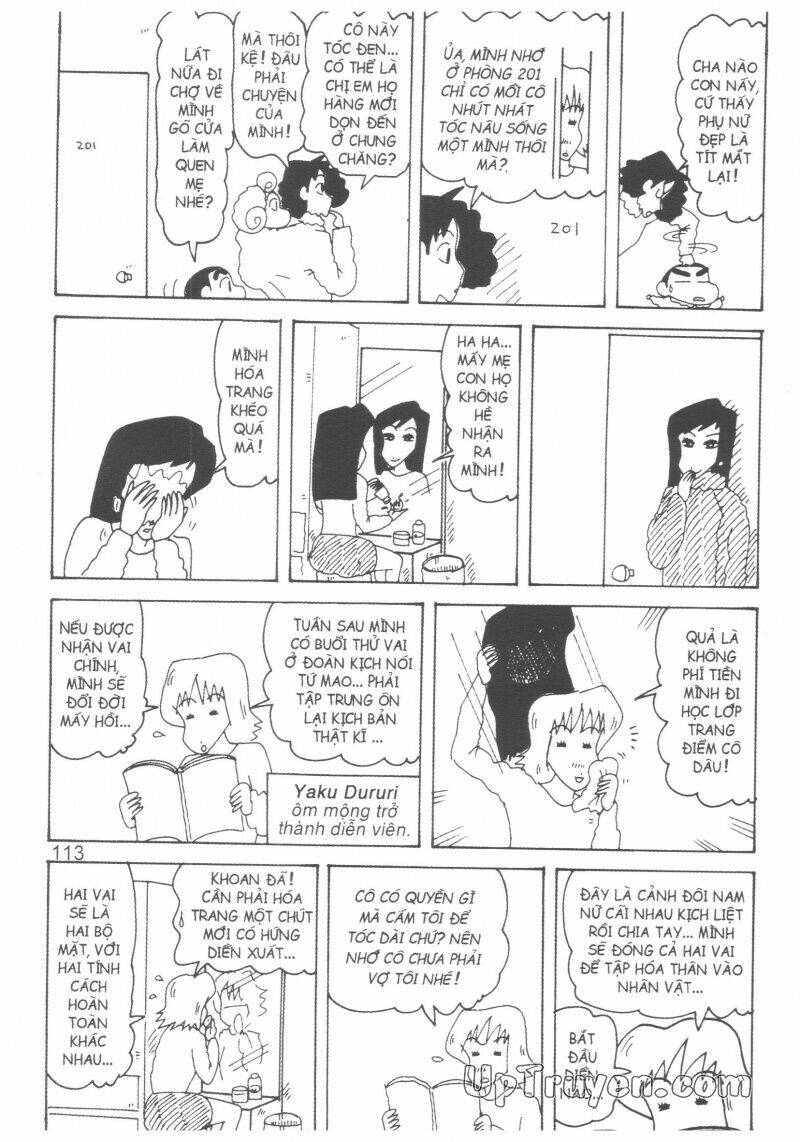 CHA NÀO
CON NẤY,
CỨ THẤY
PHỤ NỮ
ĐẸP LÀ
TÍT MẮT
LẠI!
ỦA, MÌNH NHỚ
Ở PHÒNG 201
CHỈ CÓ MỖI CÔ
NHÚT NHÁT
TÓC NÂU SỐNG
MỘT MÌNH THÔI
MÀ?
201
CÔ NÀY
TÓC ĐEN...
CÓ THỂ LÀ
CHỊ EM HỌ
HÀNG MỚI
DỌN ĐẾN
Ở CHUNG
CHĂNG?
MÀ THÔI
KỆ! ĐÂU
PHẢI
CHUYỆN
CỦA
MÌNH!
LÁT
NỮA ĐI
CHỢ VỀ
MÌNH
GÕ CỬA
LÀM
QUEN
MẸ
NHÉ?
201
HA HA...
MẤY MẸ
CON HỌ
KHÔNG
HỀ
NHẬN
RA
MÌNH!
MÌNH
HÓA
TRANG
KHÉO
QUÁ
MÀ!
QUẢ LÀ
KHÔNG
PHÍ TIỀN
MÌNH ĐI
HỌC LỚP
TRANG
ĐIỂM CÔ
DÂU!
TUẦN SAU MÌNH
CÓ BUỔI THỬ VAI
Ở ĐOÀN KỊCH NÓI
TỨ MAO... PHẢI
TẬP TRUNG ÔN
LẠI KỊCH BẢN
THẬT KĨ ...
NẾU ĐƯỢC
NHẬN VAI
CHÍNH,
MÌNH SẼ
ĐỔI ĐỜI
MẤY HỒI...
Yaku Dururi
ôm mộng trở
thành diễn viên.
113
ĐÂY LÀ CẢNH ĐÔI NAM
NỮ CÃI NHAU KỊCH LIỆT
RỒI CHIA TAY... MÌNH
SẼ ĐÓNG CẢ HAI VAI
ĐỂ TẬP HÓA THÂN VÀO
NHÂN VẬT...
BẮT
ĐẦU
DIỄN
CÔ CÓ QUYỀN GÌ
MÀ CẤM TÔI ĐỂ
TÓC DÀI CHỨ? NÊN
NHỚ CÔ CHƯA PHẢI
VỢ TÔI NHÉ!
KHOAN ĐÃ!
CẦN PHẢI HÓA
TRANG MỘT CHÚT
MỚI CÓ HỨNG
DIỄN XUẤT...
HAI VAI
SẼ LÀ
HAI BỘ
MẶT, VỚI
HAI TÍNH
CÁCH
HOÀN
TOÀN
KHÁC
NHAU...
UpTruyen.com